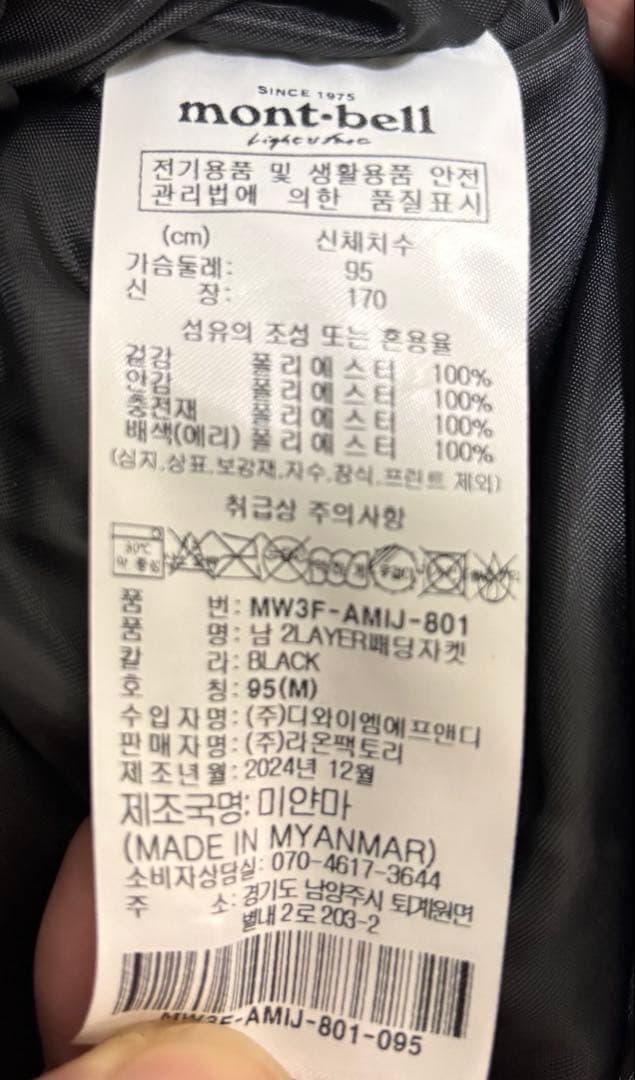 SINCE 1975
mont·bell
전기용품 및 생활용품 안전
관리법에 의한 품질표시
(cm) 신체치수
가슴둘레: 95
신 장: 170
섬유의 조성 또는 혼용율
겉감 폴리에스터 100%
안감 폴리에스터 100%
충전재 폴리에스터 100%
배색(에리) 폴리에스터 100%
(심지,상표,보강재,자수,장식,프린트 제외)
취급상 주의사항
30℃
품 번: MW3F-AMIJ-801
품 명: 남 2LAYER패딩자켓
칼 라: BLACK
호 칭: 95(M)
수입자명: (주)디와이엠에프앤디
판매자명: (주)라온팩토리
제조년월: 2024년 12월
제조국명: 미얀마
(MADE IN MYANMAR)
소비자상담실: 070-4617-3644
주 소: 경기도 남양주시 퇴계원면
별내2로 203-2
MW3F-AMIJ-801-095